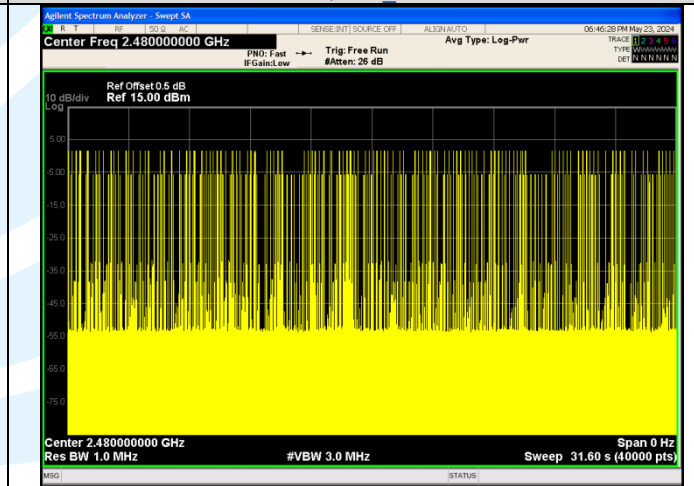 Agilent Spectrum Analyzer - Swept SA
R T RF 50 Ω AC SENSE:INT SOURCE OFF ALIGN AUTO 06:46:28 PM May 23, 2024
Center Freq 2.480000000 GHz Avg Type: Log-Pwr TRACE 1 2 3 4 5 6
PNO: Fast Trig: Free Run TYPE
IFGain:Low #Atten: 26 dB DET N N N N N N
Ref Offset 0.5 dB
10 dB/div Ref 15.00 dBm
Log
5.00
-5.00
-15.0
-25.0
-35.0
-45.0
-55.0
-65.0
-75.0
Center 2.480000000 GHz Span 0 Hz
Res BW 1.0 MHz #VBW 3.0 MHz Sweep 31.60 s (40000 pts)
MSG STATUS